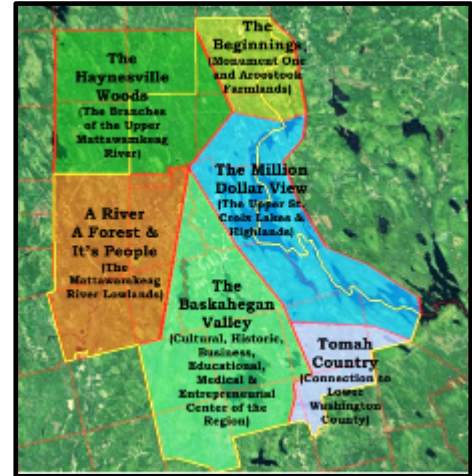 The
Beginnings
(Monument One
and Aroostook
Farmlands)
The
Haynesville
Woods
(The Branches
of the Upper
Mattawamkeag
River)
The Million
Dollar View
(The Upper St.
Croix Lakes &
Highlands)
A River
A Forest &
It's People
(The
Mattawamkeag
River Lowlands)
The
Baskahegan
Valley
(Cultural, Historic,
Business,
Educational,
Medical &
Entrepreneurial
Center of the
Region)
Tomah
Country
(Connection to
Lower
Washington
County)